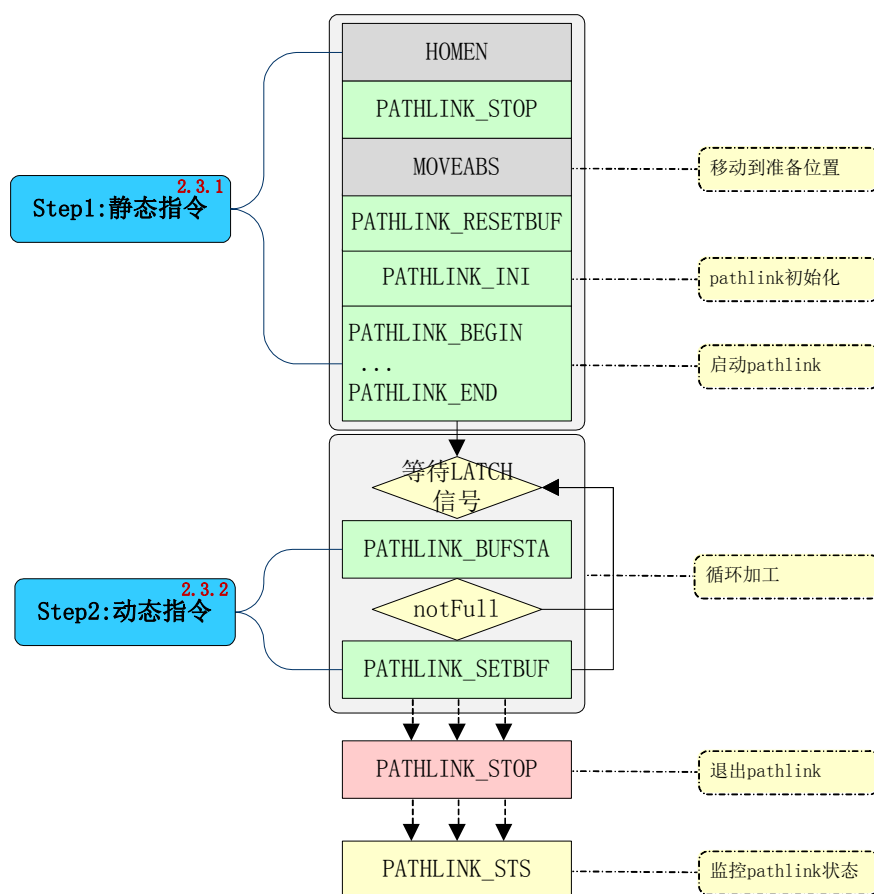 HOMEN
PATHLINK_STOP
MOVEABS
移动到准备位置
2.3.1
Step1:静态指令
PATHLINK_RESETBUF
PATHLINK_INI
pathlink初始化
PATHLINK_BEGIN
...
PATHLINK_END
启动pathlink
等待LATCH
信号
PATHLINK_BUFSTA
循环加工
2.3.2
Step2:动态指令
notFull
PATHLINK_SETBUF
PATHLINK_STOP
退出pathlink
PATHLINK_STS
监控pathlink状态